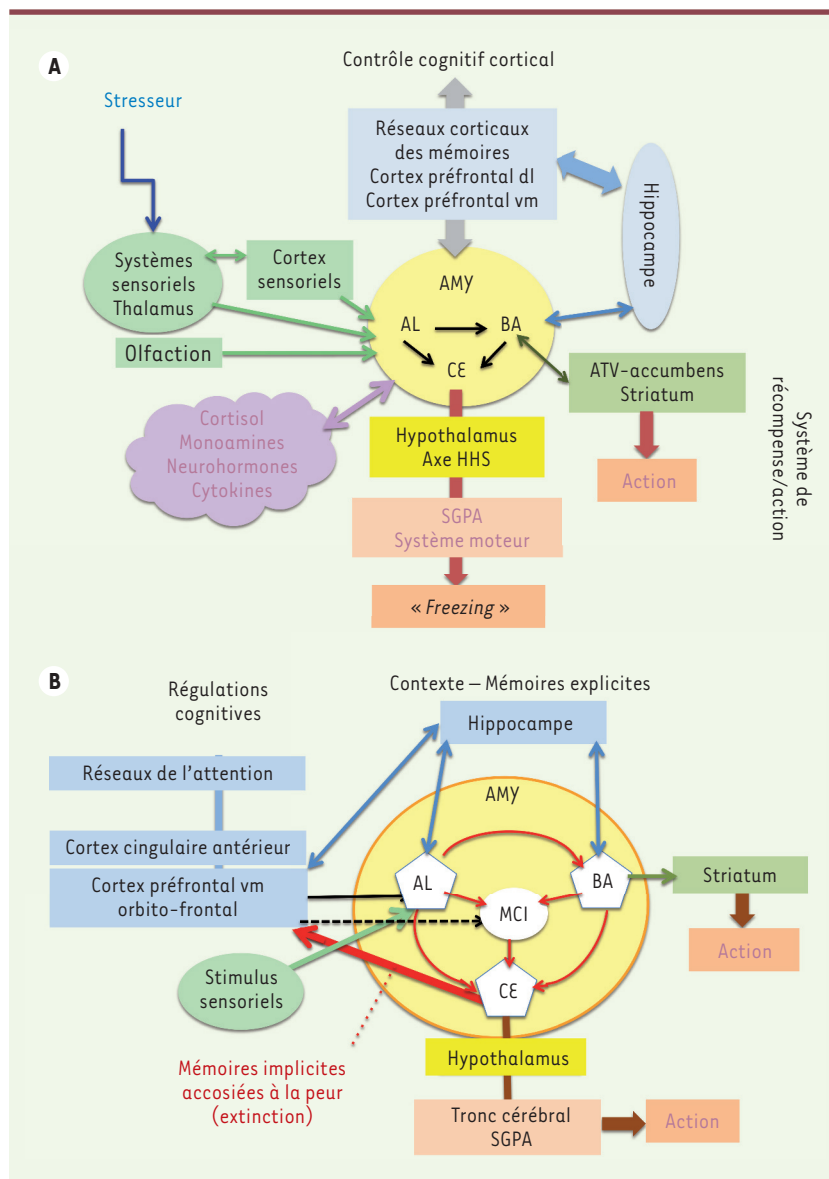 A
Contrôle cognitif cortical
Stresseur
Réseaux corticaux
des mémoires
Cortex préfrontal dl
Cortex préfrontal vm
Hippocampe
Systèmes
sensoriels
Thalamus
Cortex
sensoriels
AMY
AL
BA
CE
Olfaction
ATV-accumbens
Striatum
Système de
récompense/action
Cortisol
Monoamines
Neurohormones
Cytokines
Hypothalamus
Axe HHS
Action
SGPA
Système moteur
« Freezing »
B
Régulations
cognitives
Contexte – Mémoires explicites
Hippocampe
Réseaux de l'attention
AMY
Cortex cingulaire antérieur
Cortex préfrontal vm
orbito-frontal
AL
BA
MCI
CE
Striatum
Action
Stimulus
sensoriels
Mémoires implicites
accosiées à la peur
(extinction)
Hypothalamus
Tronc cérébral
SGPA
Action